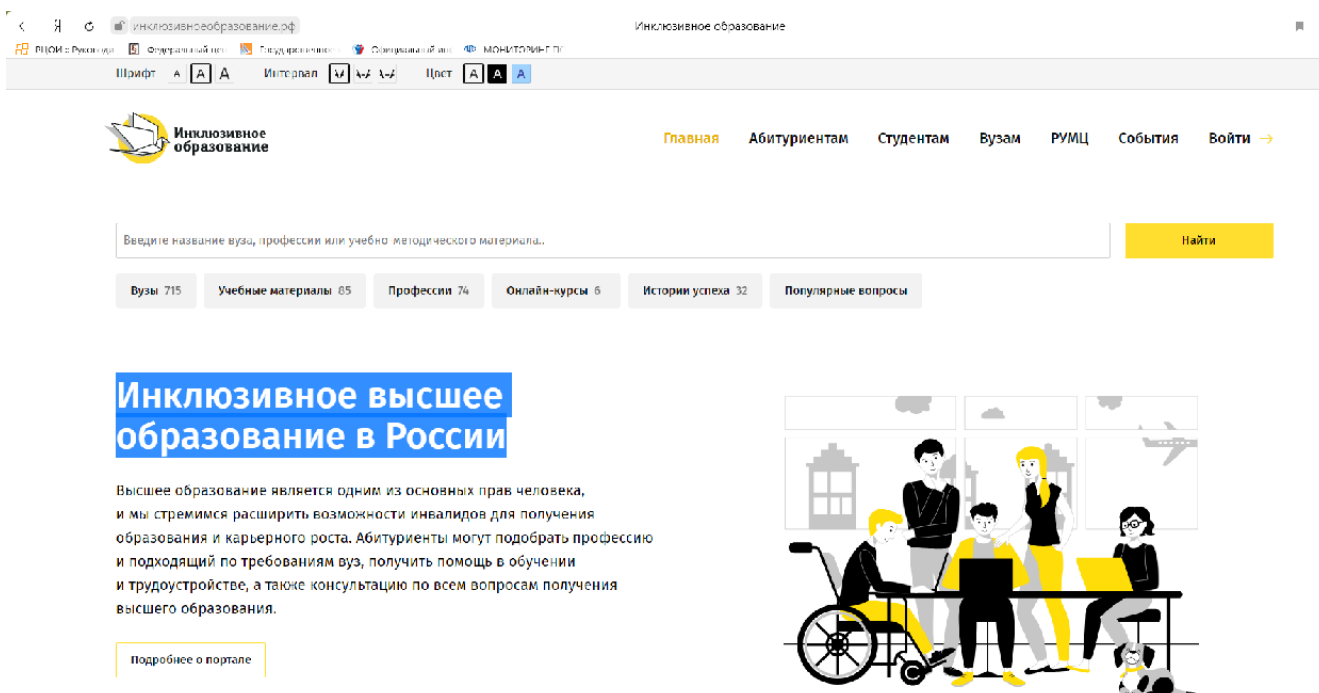 Я инклюзивноеобразование.рф Инклюзивное образование
РЦОИ Официальный МОНИТОРИНГ
Шрифт А А А Интервал Цвет А А А
Инклюзивное
образование
Главная Абитуриентам Студентам Вузам РУМЦ События Войти →
Введите название вуза, профессии или учебно-методического материала..
Найти
Вузы 715 Учебные материалы 85 Профессии 74 Онлайн-курсы 6 Истории успеха 32 Популярные вопросы
Инклюзивное высшее
образование в России
Высшее образование является одним из основных прав человека,
и мы стремимся расширить возможности инвалидов для получения
образования и карьерного роста. Абитуриенты могут подобрать профессию
и подходящий по требованиям вуз, получить помощь в обучении
и трудоустройстве, а также консультацию по всем вопросам получения
высшего образования.
Подробнее о портале